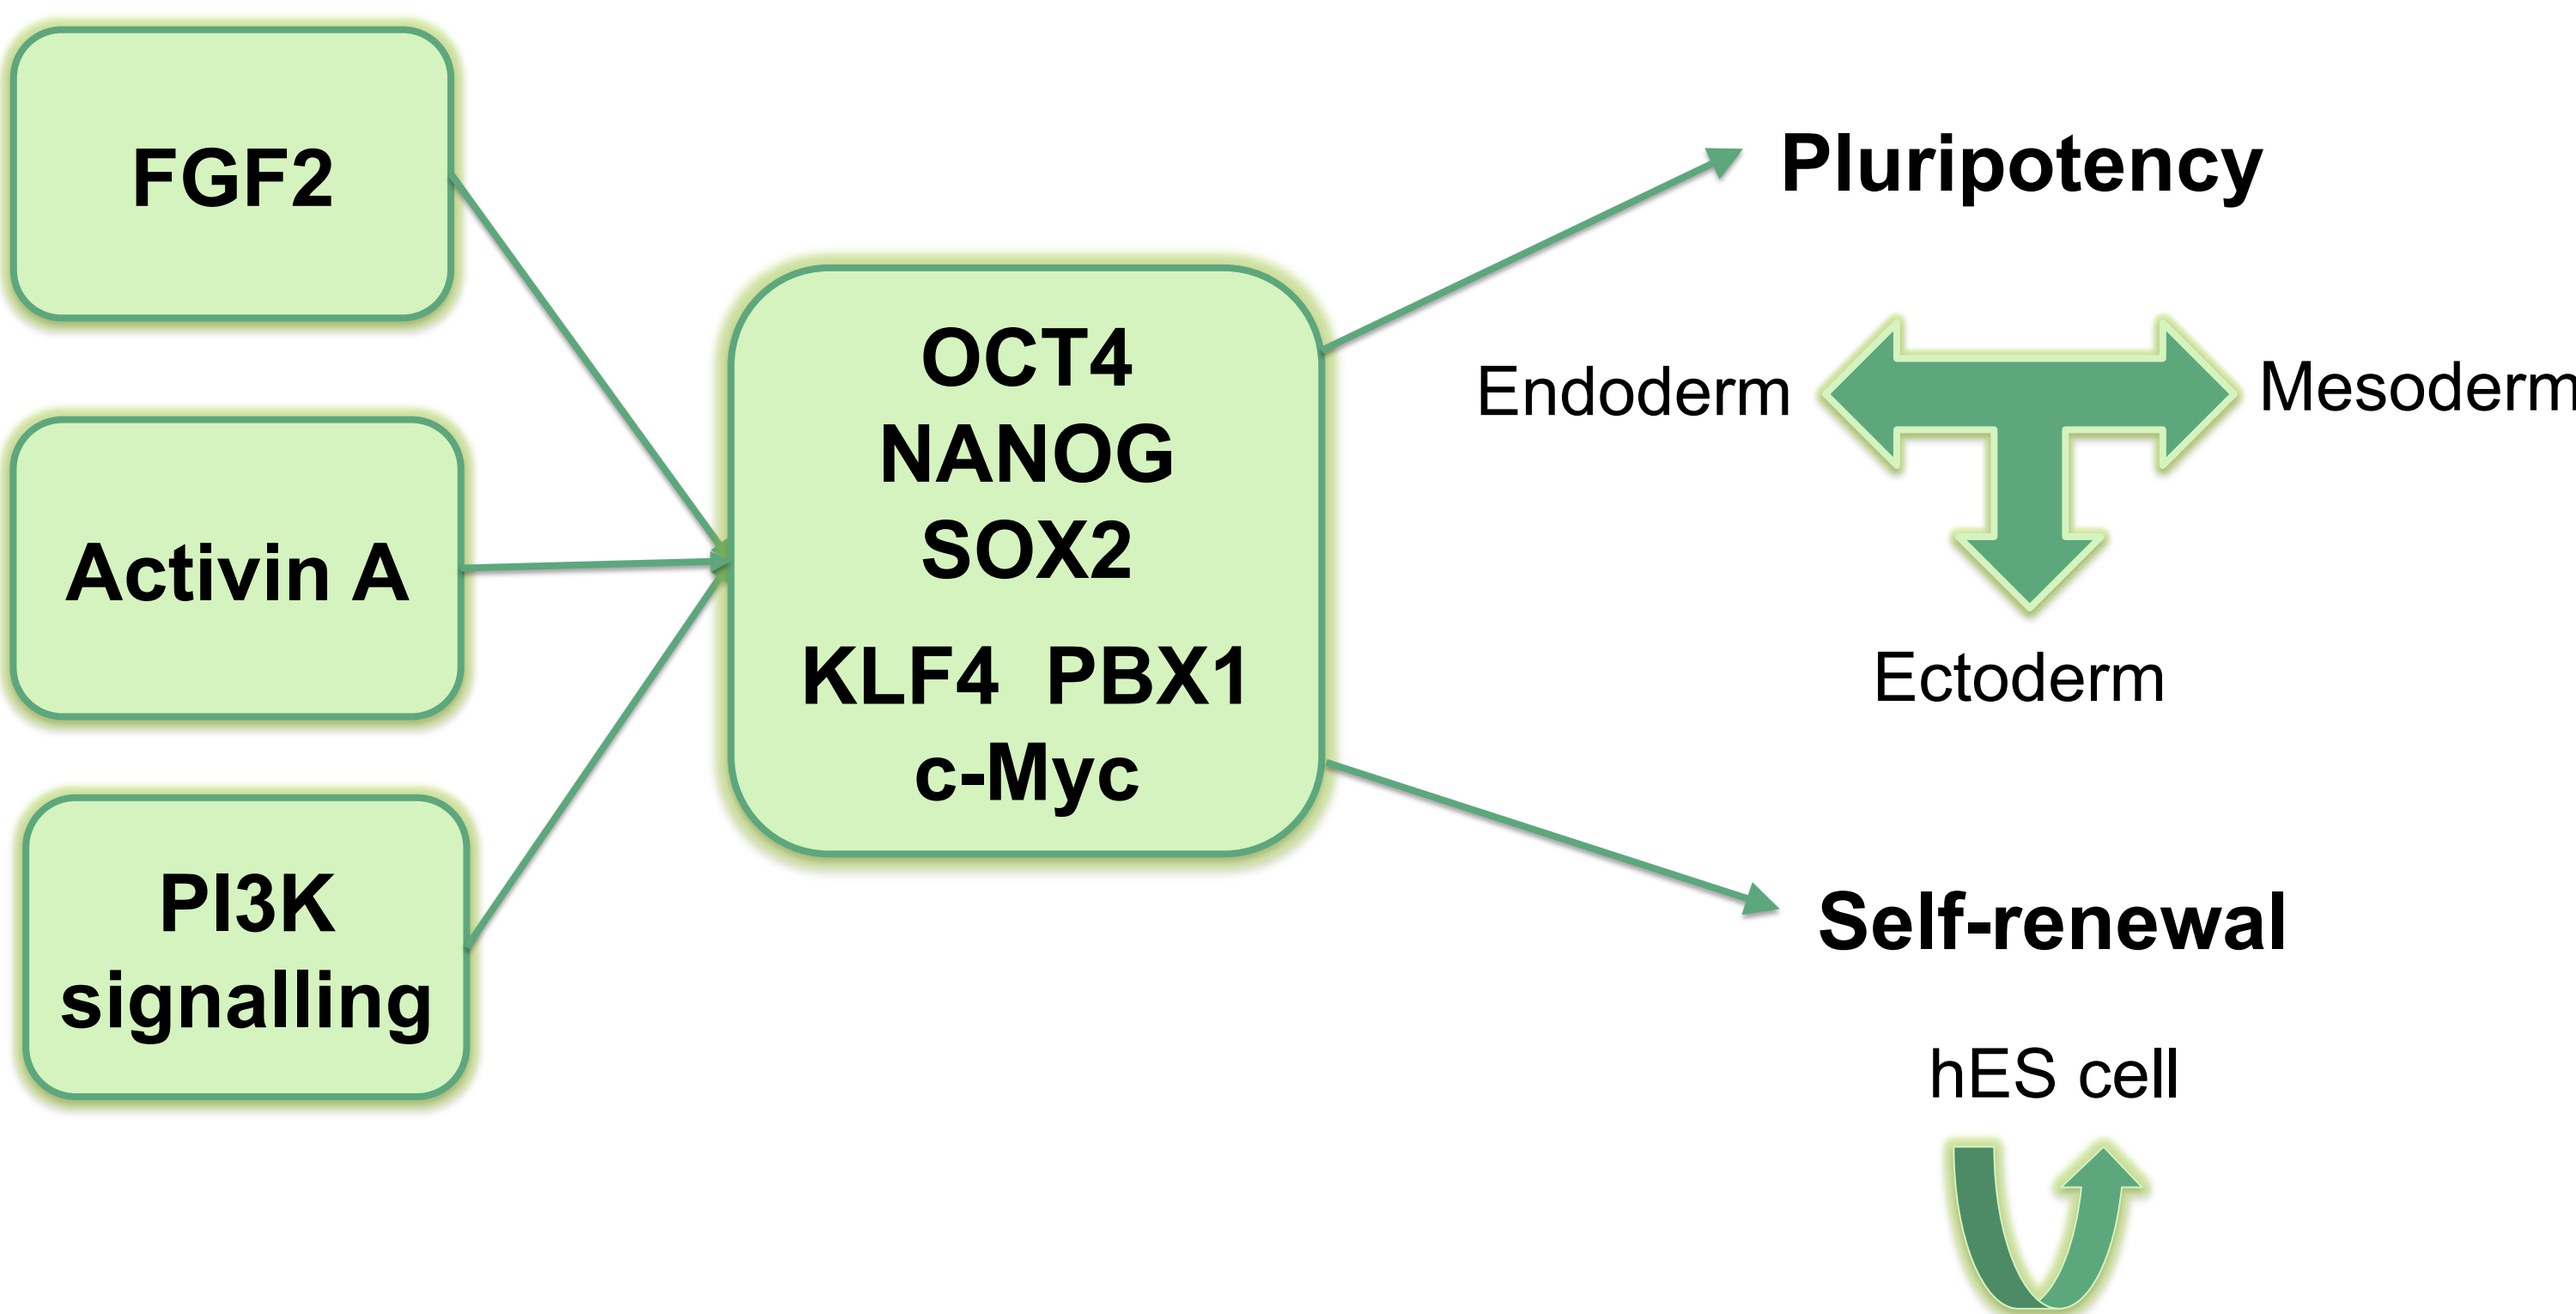 FGF2
Activin A
PI3K
signalling
OCT4
NANOG
SOX2
KLF4 PBX1
c-Myc
Pluripotency
Endoderm
Mesoderm
Ectoderm
Self-renewal
hES cell